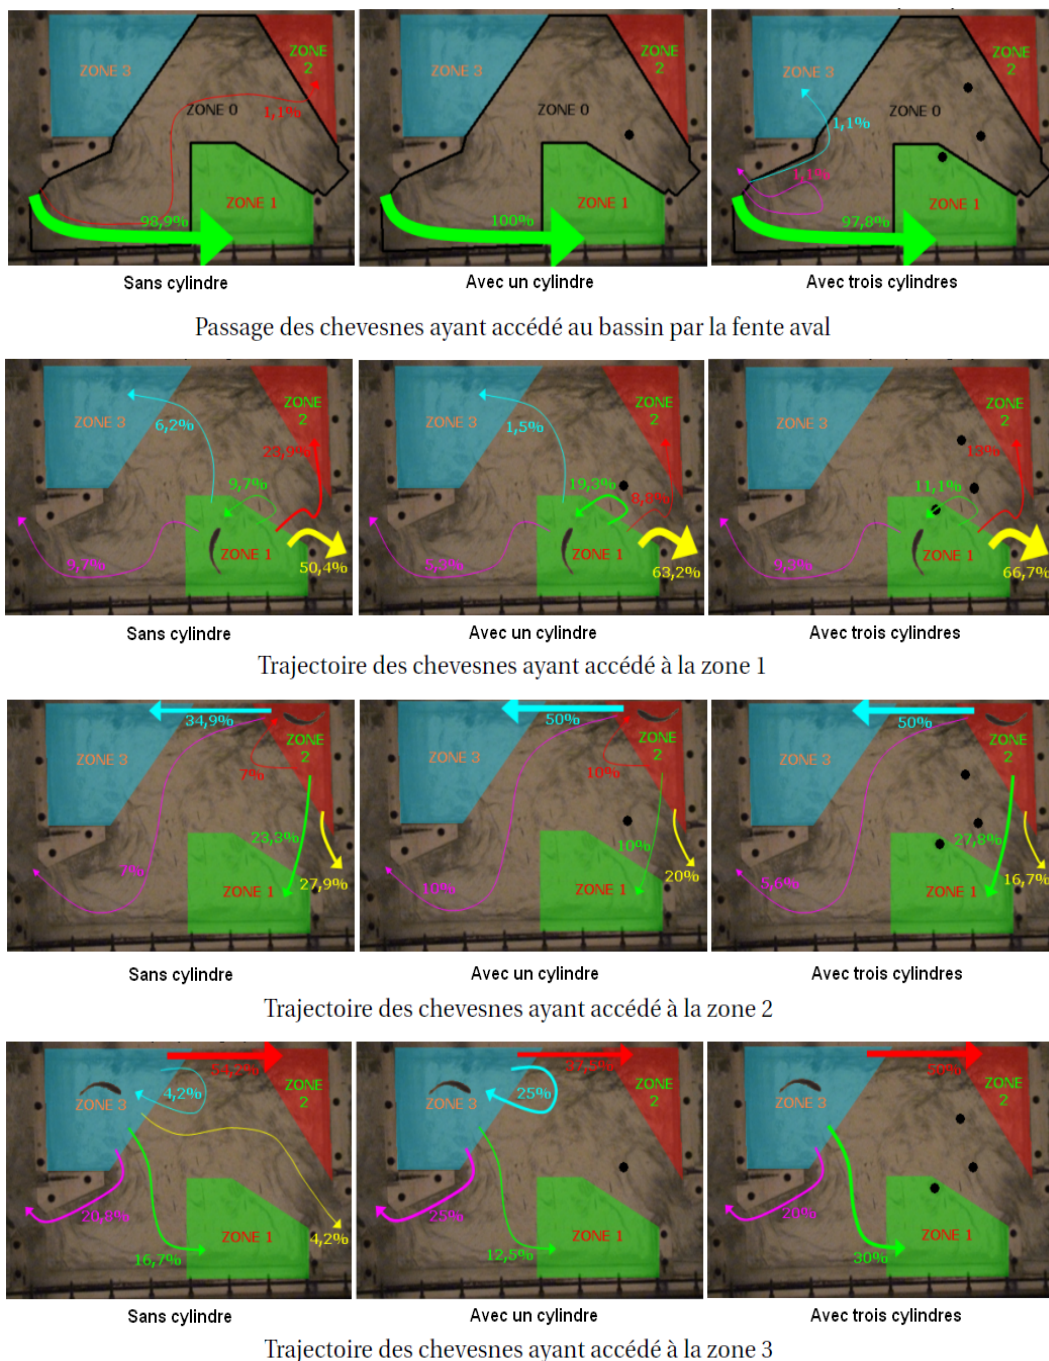 ZONE 3
ZONE 2
ZONE 0
1,1%
98,9%
ZONE 1
Sans cylindre
ZONE 3
ZONE 2
ZONE 0
100%
ZONE 1
Avec un cylindre
ZONE 3
ZONE 2
ZONE 0
1,1%
1,1%
97,8%
ZONE 1
Avec trois cylindres
Passage des chevesnes ayant accédé au bassin par la fente aval
ZONE 3
ZONE 2
6,2%
23,9%
9,7%
ZONE 1
9,7%
50,4%
Sans cylindre
ZONE 3
ZONE 2
1,5%
19,3%
8,8%
ZONE 1
63,2%
Avec un cylindre
ZONE 3
ZONE 2
13%
11,1%
ZONE 1
9,3%
66,7%
Avec trois cylindres
Trajectoire des chevesnes ayant accédé à la zone 1
34,9%
ZONE 2
ZONE 3
7%
23,3%
7%
ZONE 1
27,9%
Sans cylindre
50%
ZONE 2
ZONE 3
10%
10%
10%
ZONE 1
20%
Avec un cylindre
50%
ZONE 2
ZONE 3
27,8%
5,6%
ZONE 1
16,7%
Avec trois cylindres
Trajectoire des chevesnes ayant accédé à la zone 2
54,2%
4,2%
ZONE 3
ZONE 2
20,8%
16,7%
ZONE 1
4,2%
Sans cylindre
37,5%
25%
ZONE 3
ZONE 2
25%
12,5%
ZONE 1
Avec un cylindre
50%
ZONE 3
ZONE 2
20%
30%
ZONE 1
Avec trois cylindres
Trajectoire des chevesnes ayant accédé à la zone 3